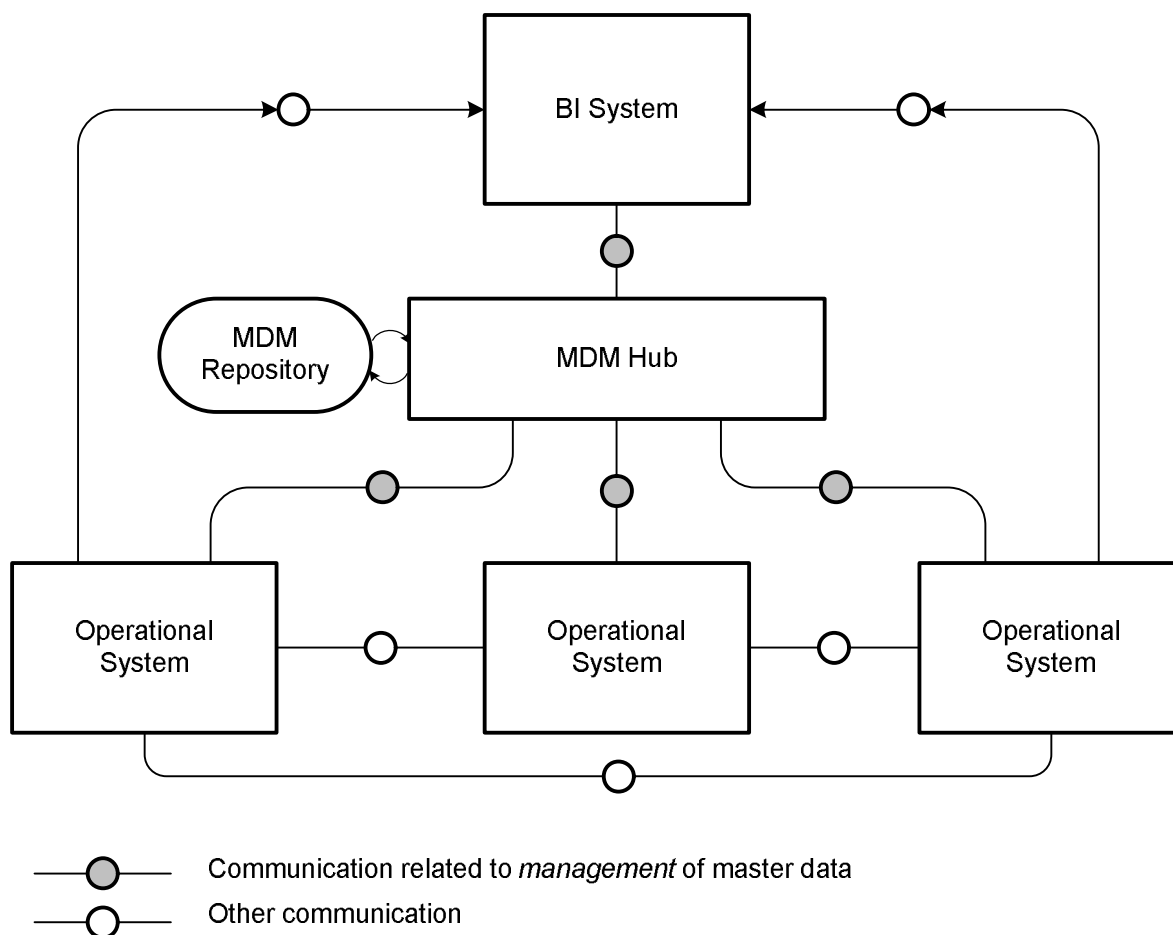 BI System
MDM
Repository
MDM Hub
Operational
System
Operational
System
Operational
System
Communication related to management of master data
Other communication